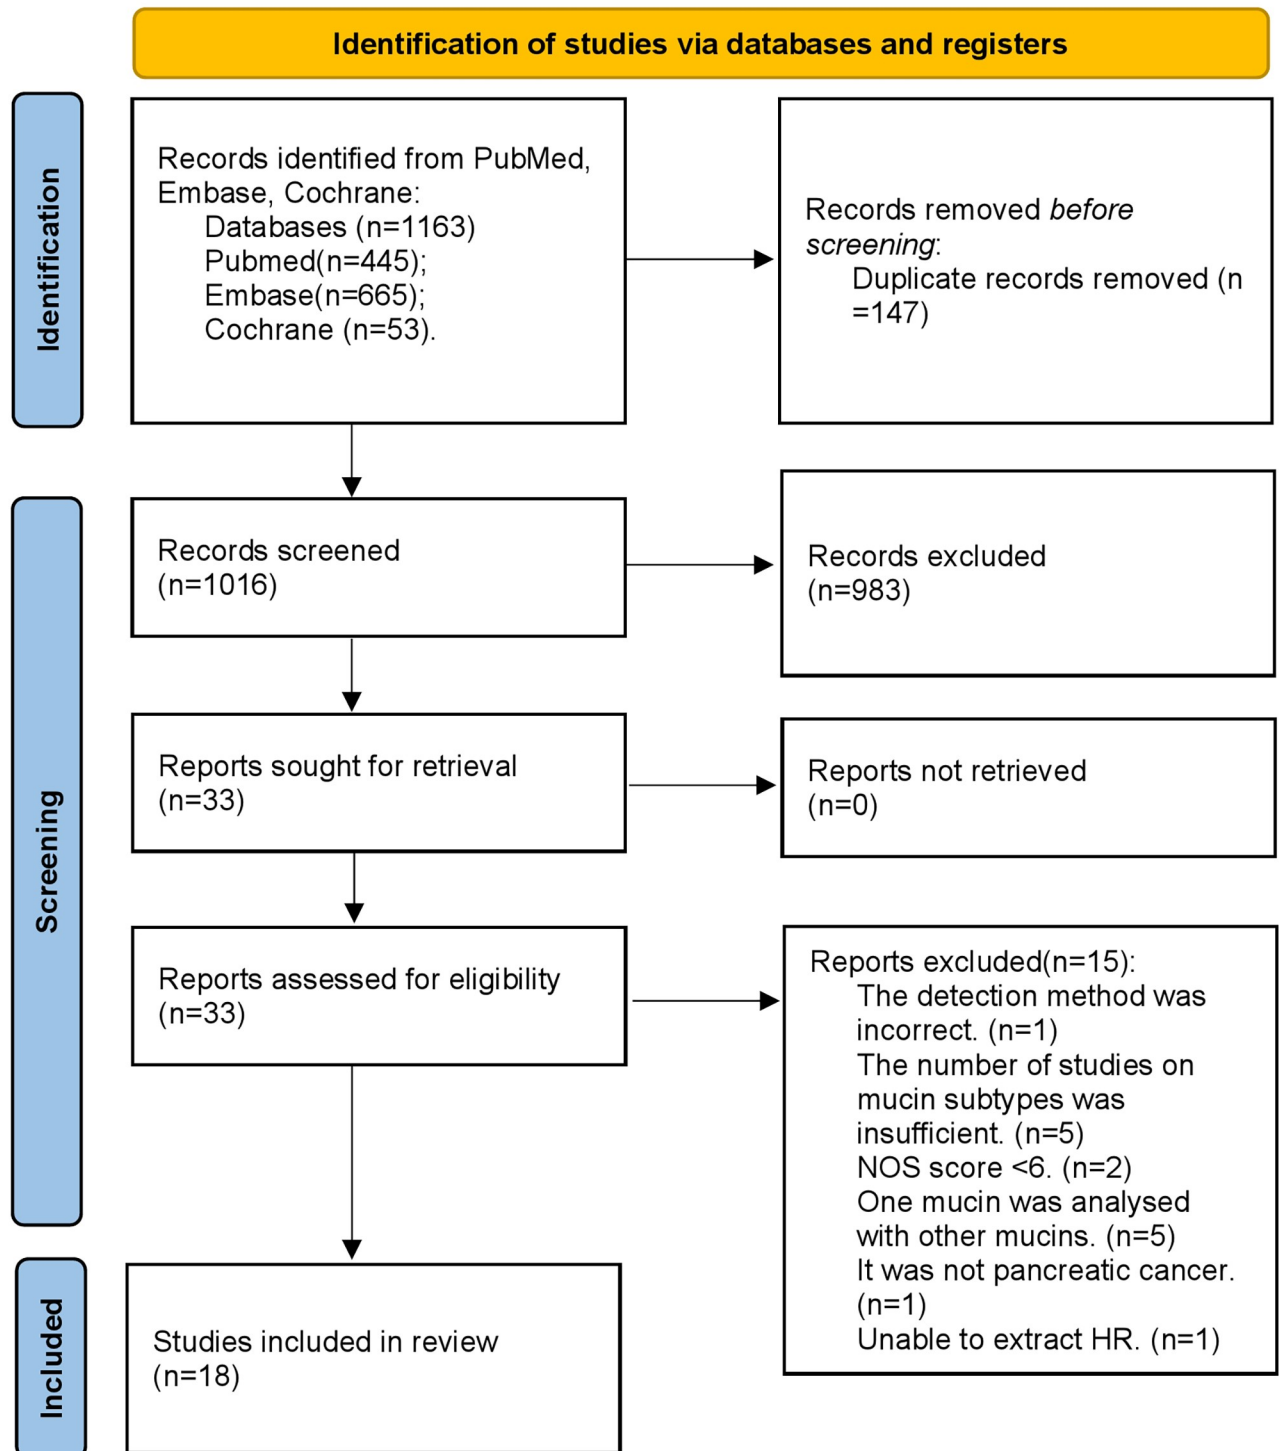 Identification of studies via databases and registers
Identification
Records identified from PubMed,
Embase, Cochrane:
Databases (n=1163)
Pubmed(n=445);
Embase(n=665);
Cochrane (n=53).
Records removed before
screening:
Duplicate records removed (n
=147)
Screening
Records screened
(n=1016)
Records excluded
(n=983)
Reports sought for retrieval
(n=33)
Reports not retrieved
(n=0)
Reports assessed for eligibility
(n=33)
Reports excluded(n=15):
The detection method was
incorrect. (n=1)
The number of studies on
mucin subtypes was
insufficient. (n=5)
NOS score <6. (n=2)
One mucin was analysed
with other mucins. (n=5)
It was not pancreatic cancer.
(n=1)
Unable to extract HR. (n=1)
Included
Studies included in review
(n=18)